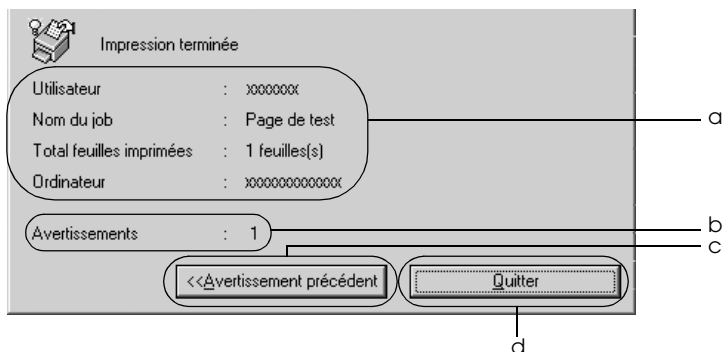 Impression terminée
Utilisateur : xxxxxxx
Nom du job : Page de test
Total feuilles imprimées : 1 feuilles(s)
Ordinateur : xxxxxxxxxxxxx
Avertissements : 1
<<Avertissement précédent Quitter
a
b
c
d